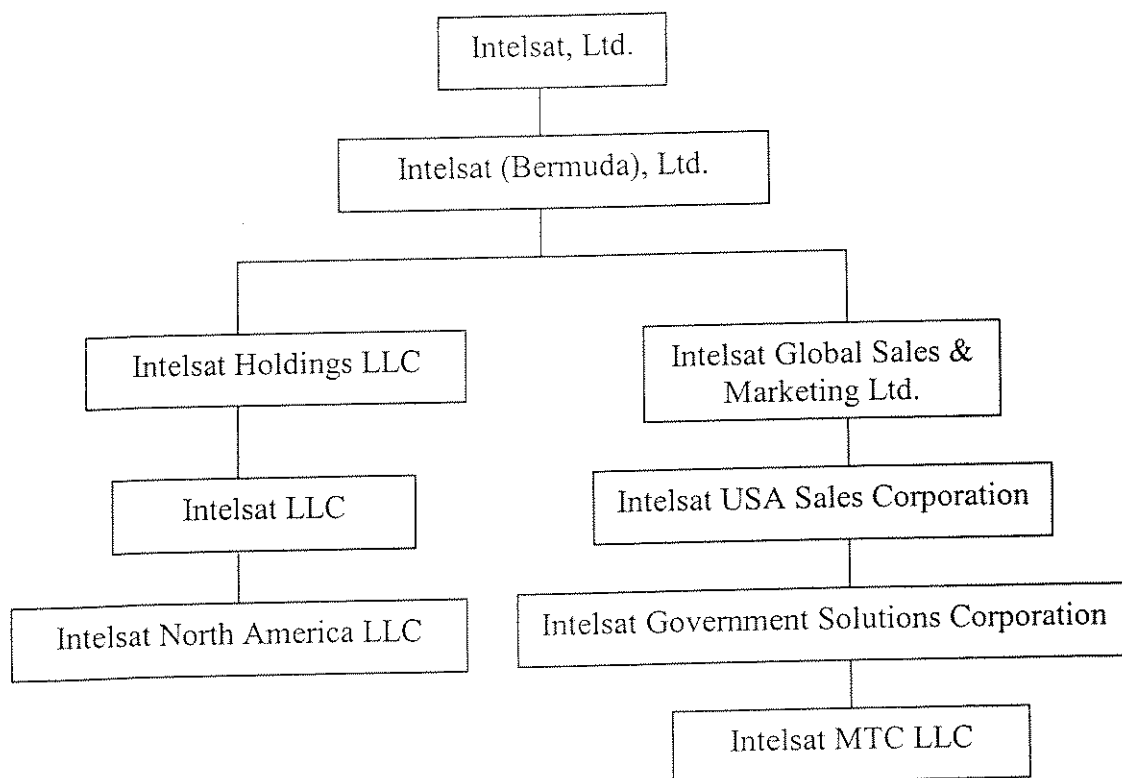 Intelsat, Ltd.
Intelsat (Bermuda), Ltd.
Intelsat Holdings LLC
Intelsat Global Sales &
Marketing Ltd.
Intelsat LLC
Intelsat USA Sales Corporation
Intelsat North America LLC
Intelsat Government Solutions Corporation
Intelsat MTC LLC